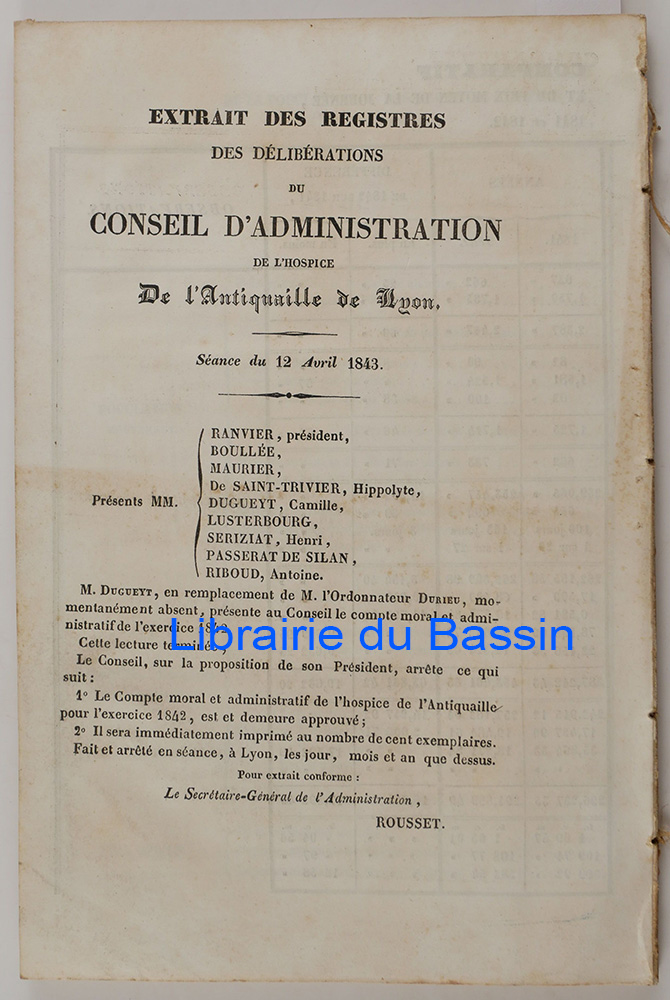 EXTRAIT DES REGISTRES
DES DÉLIBÉRATIONS
DU
CONSEIL D'ADMINISTRATION
DE L'HOSPICE
De l'Antiquaille de Lyon.
Séance du 12 Avril 1843.
Présents MM.
RANVIER, président,
BOULLÉE,
MAURIER,
De SAINT-TRIVIER, Hippolyte,
DUGUEYT, Camille,
LUSTERBOURG,
SERIZIAT, Henri,
PASSERAT DE SILAN,
RIBOUD, Antoine.
M. DUGUEYT, en remplacement de M. l'Ordonnateur DURIEU, mo-
mentanément absent, présente au Conseil le compte moral et admi-
nistratif de l'exercice 1842.
Cette lecture terminée,
Librairie du Bassin
Le Conseil, sur la proposition de son Président, arrête ce qui
suit :
1º Le Compte moral et administratif de l'hospice de l'Antiquaille
pour l'exercice 1842, est et demeure approuvé;
2º Il sera immédiatement imprimé au nombre de cent exemplaires.
Fait et arrêté en séance, à Lyon, les jour, mois et an que dessus.
Pour extrait conforme :
Le Secrétaire-Général de l'Administration,
ROUSSET.